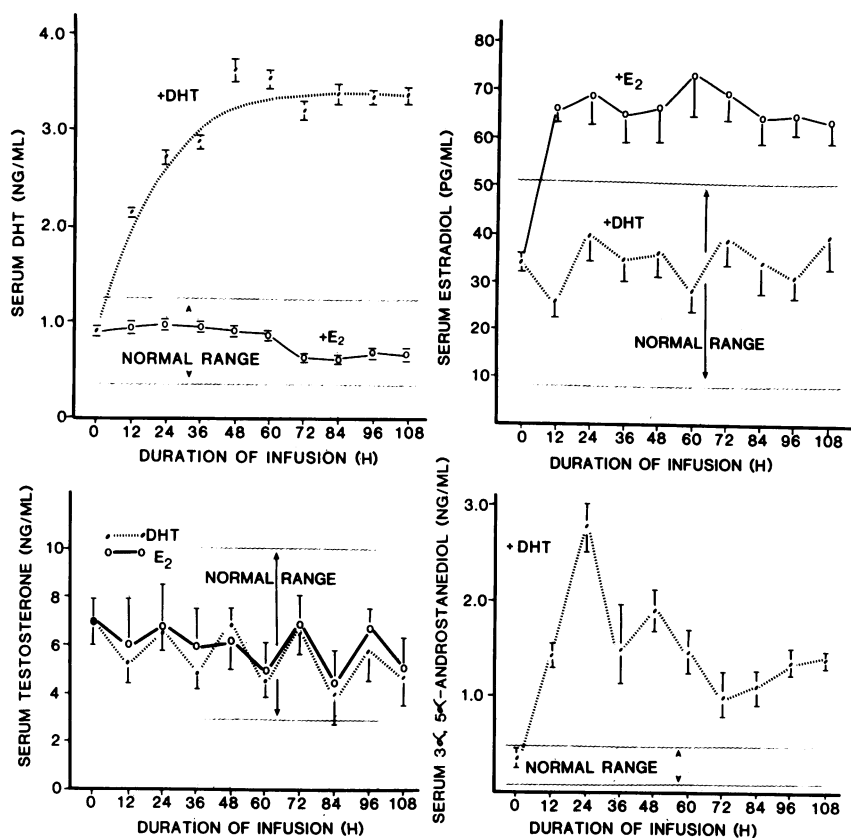 4.0
3.0
2.0
1.0
0
SERUM DHT (NG/ML)
+DHT
+E₂
NORMAL RANGE
0 12 24 36 48 60 72 84 96 108
DURATION OF INFUSION (H)
80
70
60
50
40
30
20
10
SERUM ESTRADIOL (PG/ML)
+E₂
+DHT
NORMAL RANGE
0 12 24 36 48 60 72 84 96 108
DURATION OF INFUSION (H)
10
8
6
4
2
0
SERUM TESTOSTERONE (NG/ML)
DHT
E₂
NORMAL RANGE
0 12 24 36 48 60 72 84 96 108
DURATION OF INFUSION (H)
3.0
2.0
1.0
SERUM 3α, 5α-ANDROSTANEDIOL (NG/ML)
+DHT
NORMAL RANGE
0 12 24 36 48 60 72 84 96 108
DURATION OF INFUSION (H)